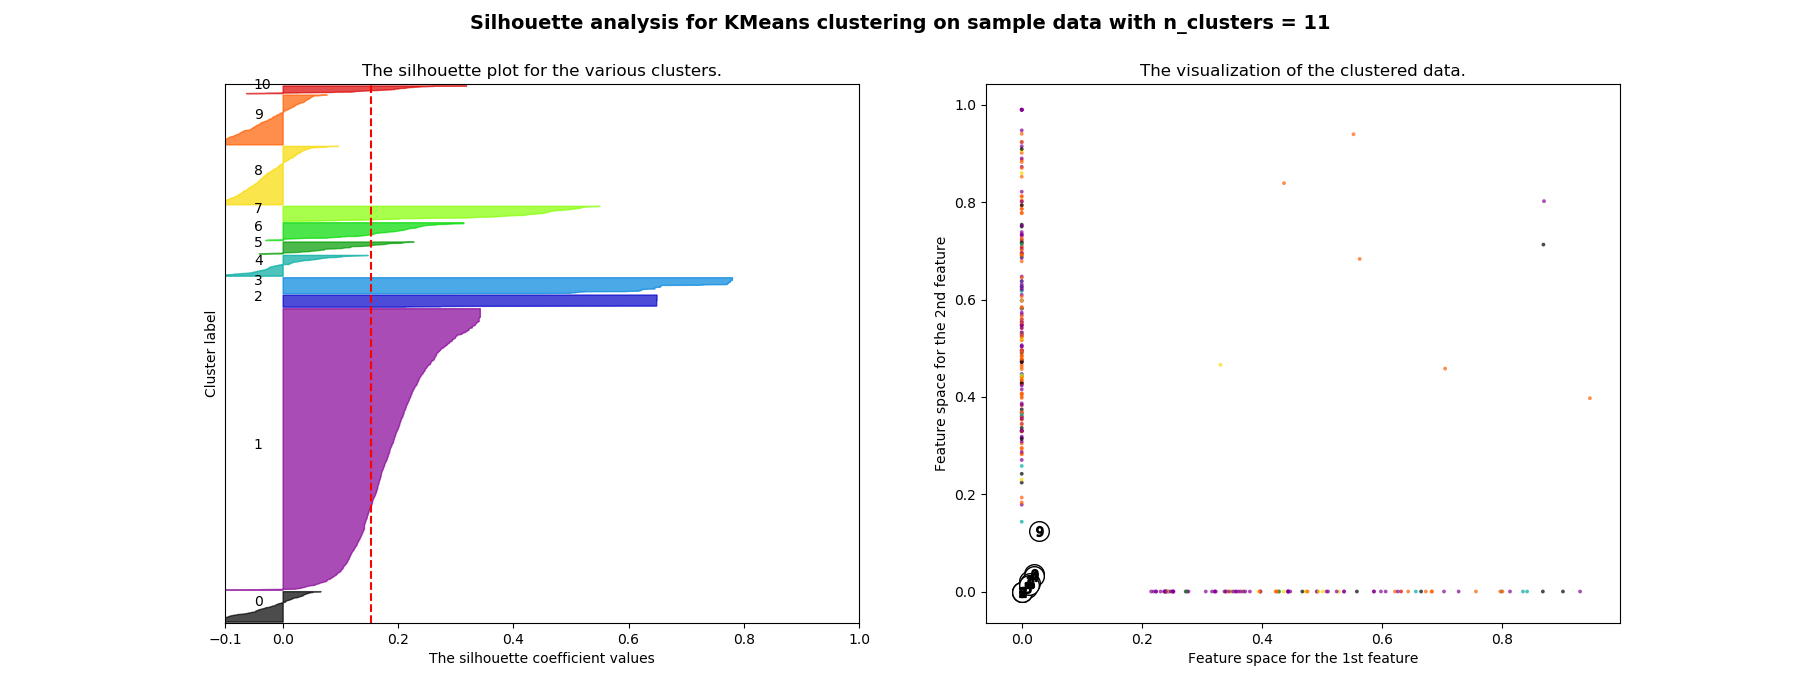 Silhouette analysis for KMeans clustering on sample data with n_clusters = 11
The silhouette plot for the various clusters.
10
9
8
7
6
5
4
3
2
1
0
Cluster label
−0.1 0.0 0.2 0.4 0.6 0.8 1.0
The silhouette coefficient values
The visualization of the clustered data.
1.0
0.8
0.6
0.4
0.2
0.0
9
Feature space for the 2nd feature
0.0 0.2 0.4 0.6 0.8
Feature space for the 1st feature